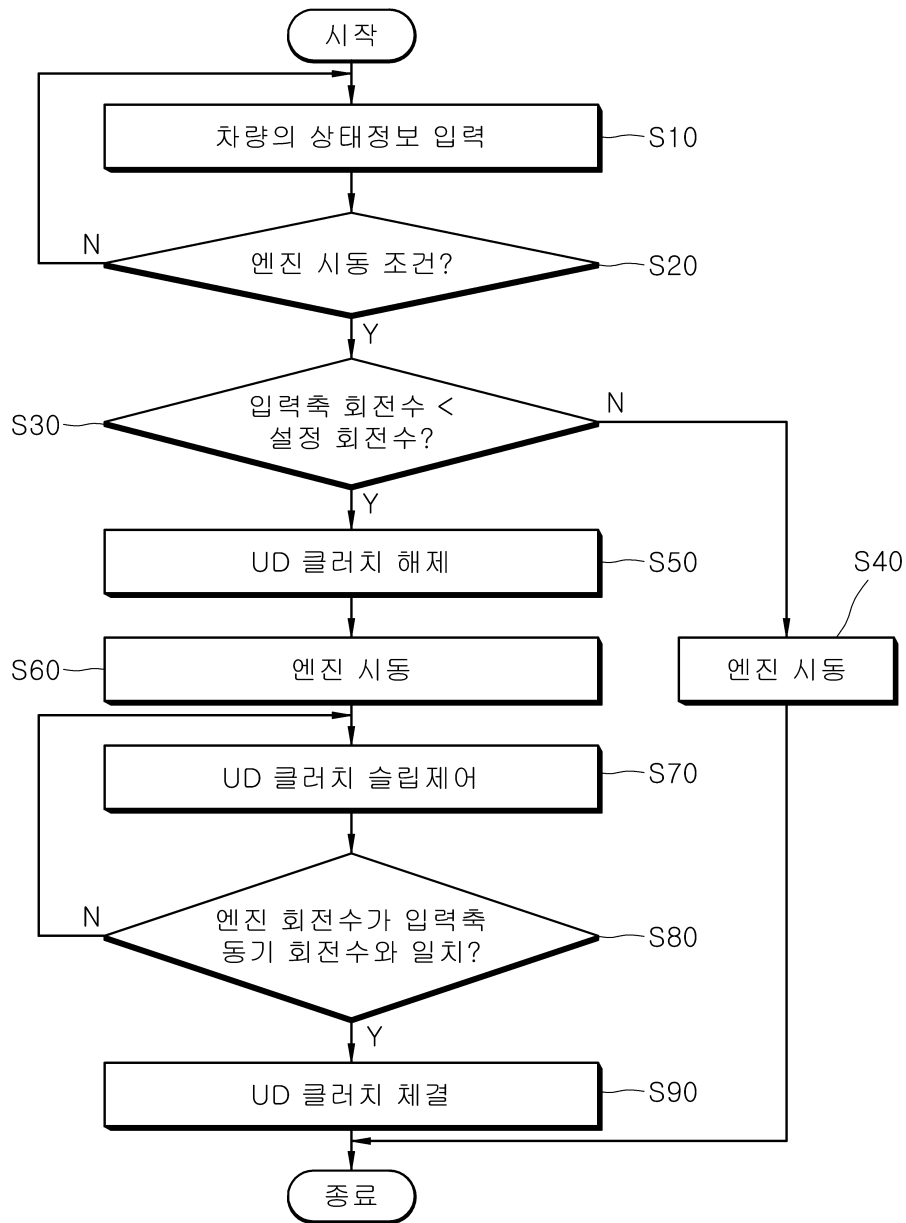 시작
차량의 상태정보 입력
S10
N
엔진 시동 조건?
S20
Y
S30
입력축 회전수 <
설정 회전수?
N
Y
UD 클러치 해제
S50
S40
S60
엔진 시동
엔진 시동
UD 클러치 슬립제어
S70
N
엔진 회전수가 입력축
동기 회전수와 일치?
S80
Y
UD 클러치 체결
S90
종료